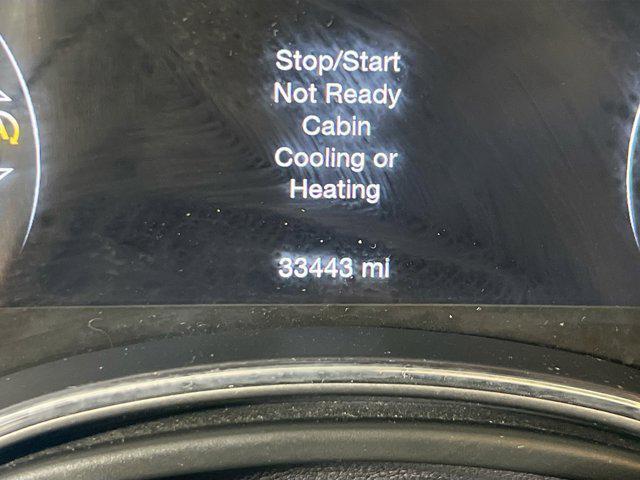 Stop/Start
Not Ready
Cabin
Cooling or
Heating
33443 mi